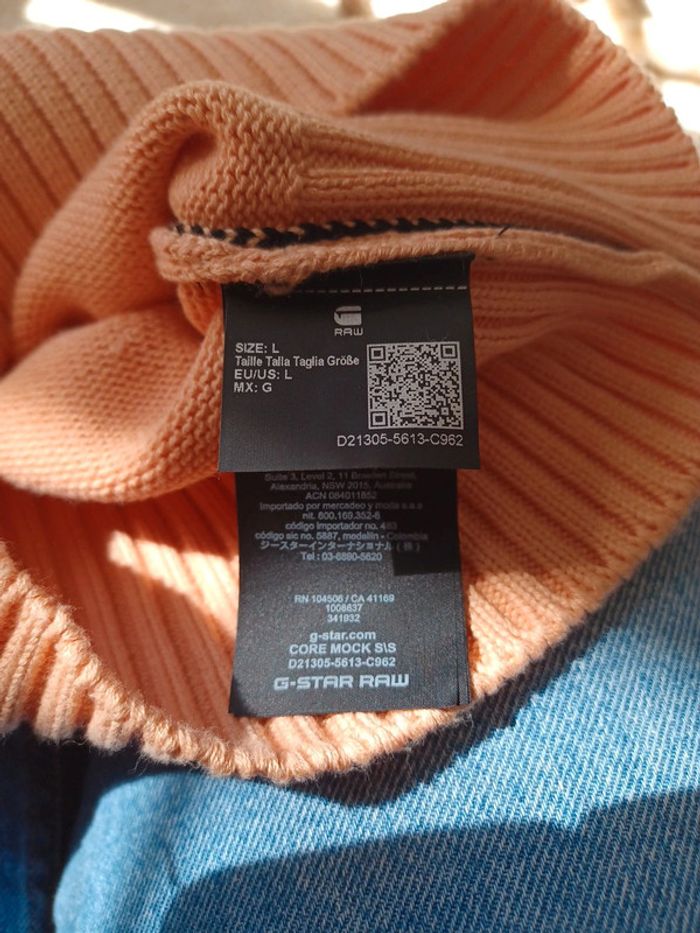 RAW
SIZE: L
Taille Talla Taglia Größe
EU/US: L
MX: G
D21305-5613-C962
Suite 3, Level 2, 11 Bowden Street,
Alexandria, NSW 2015, Australia
ACN 084011852
Importado por mercadeo y moda s.a.s
nit. 800.169.352-6
código importador no. 483
código sic no. 5887, medellin - Colombia
ジースターインターナショナル(株)
Tel : 03-6890-5620
RN 104506 / CA 41169
1008637
341932
g-star.com
CORE MOCK S\S
D21305-5613-C962
G-STAR RAW